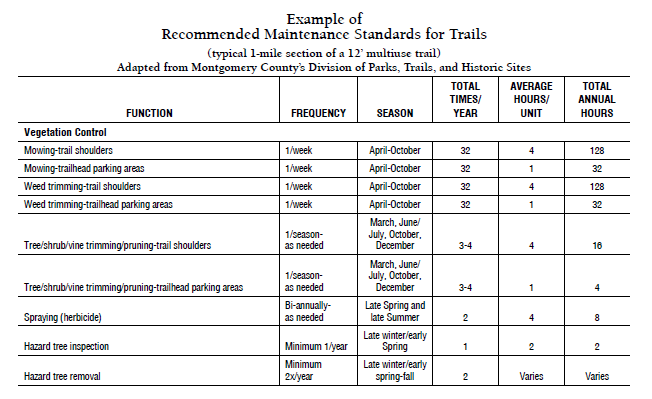 Example of
Recommended Maintenance Standards for Trails
(typical 1-mile section of a 12' multiuse trail)
Adapted from Montgomery County's Division of Parks, Trails, and Historic Sites
FUNCTION FREQUENCY SEASON TOTAL TIMES/ YEAR AVERAGE HOURS/ UNIT TOTAL ANNUAL HOURS
Vegetation Control
Mowing-trail shoulders 1/week April-October 32 4 128
Mowing-trailhead parking areas 1/week April-October 32 1 32
Weed trimming-trail shoulders 1/week April-October 32 4 128
Weed trimming-trailhead parking areas 1/week April-October 32 1 32
Tree/shrub/vine trimming/pruning-trail shoulders 1/season- as needed March, June/ July, October, December 3-4 4 16
Tree/shrub/vine trimming/pruning-trailhead parking areas 1/season- as needed March, June/ July, October, December 3-4 1 4
Spraying (herbicide) Bi-annually- as needed Late Spring and late Summer 2 4 8
Hazard tree inspection Minimum 1/year Late winter/early Spring 1 2 2
Hazard tree removal Minimum 2x/year Late winter/early spring-fall 2 Varies Varies